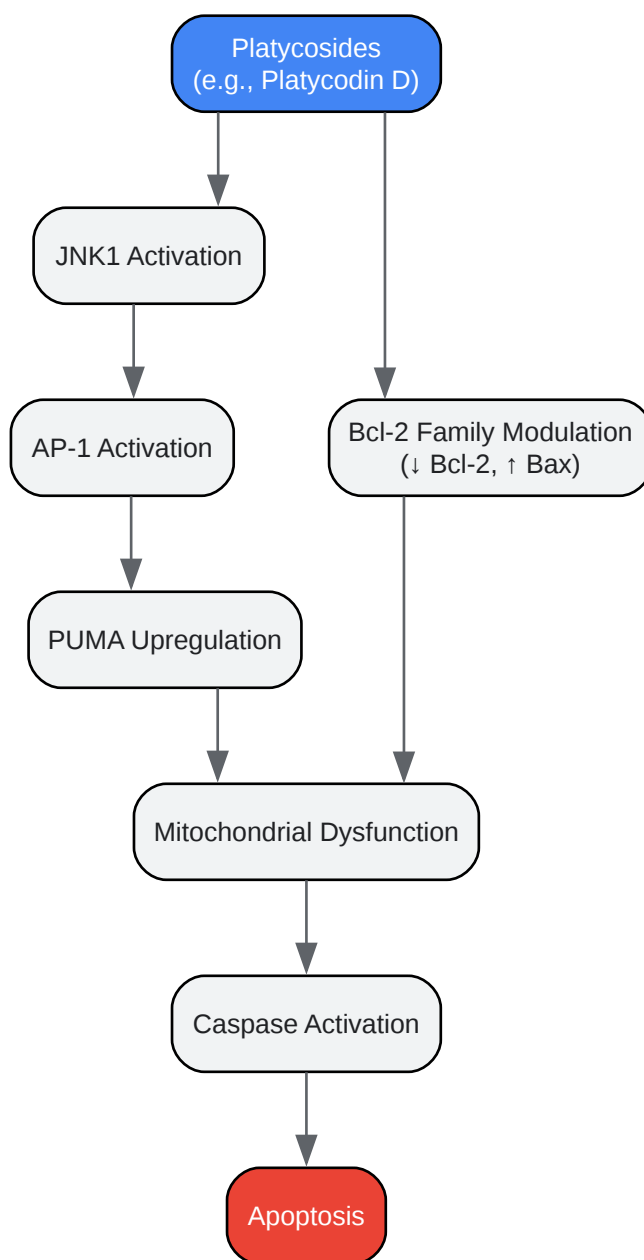 Platycosides
(e.g., Platycodin D)
JNK1 Activation
AP-1 Activation
Bcl-2 Family Modulation
(↓ Bcl-2, ↑ Bax)
PUMA Upregulation
Mitochondrial Dysfunction
Caspase Activation
Apoptosis